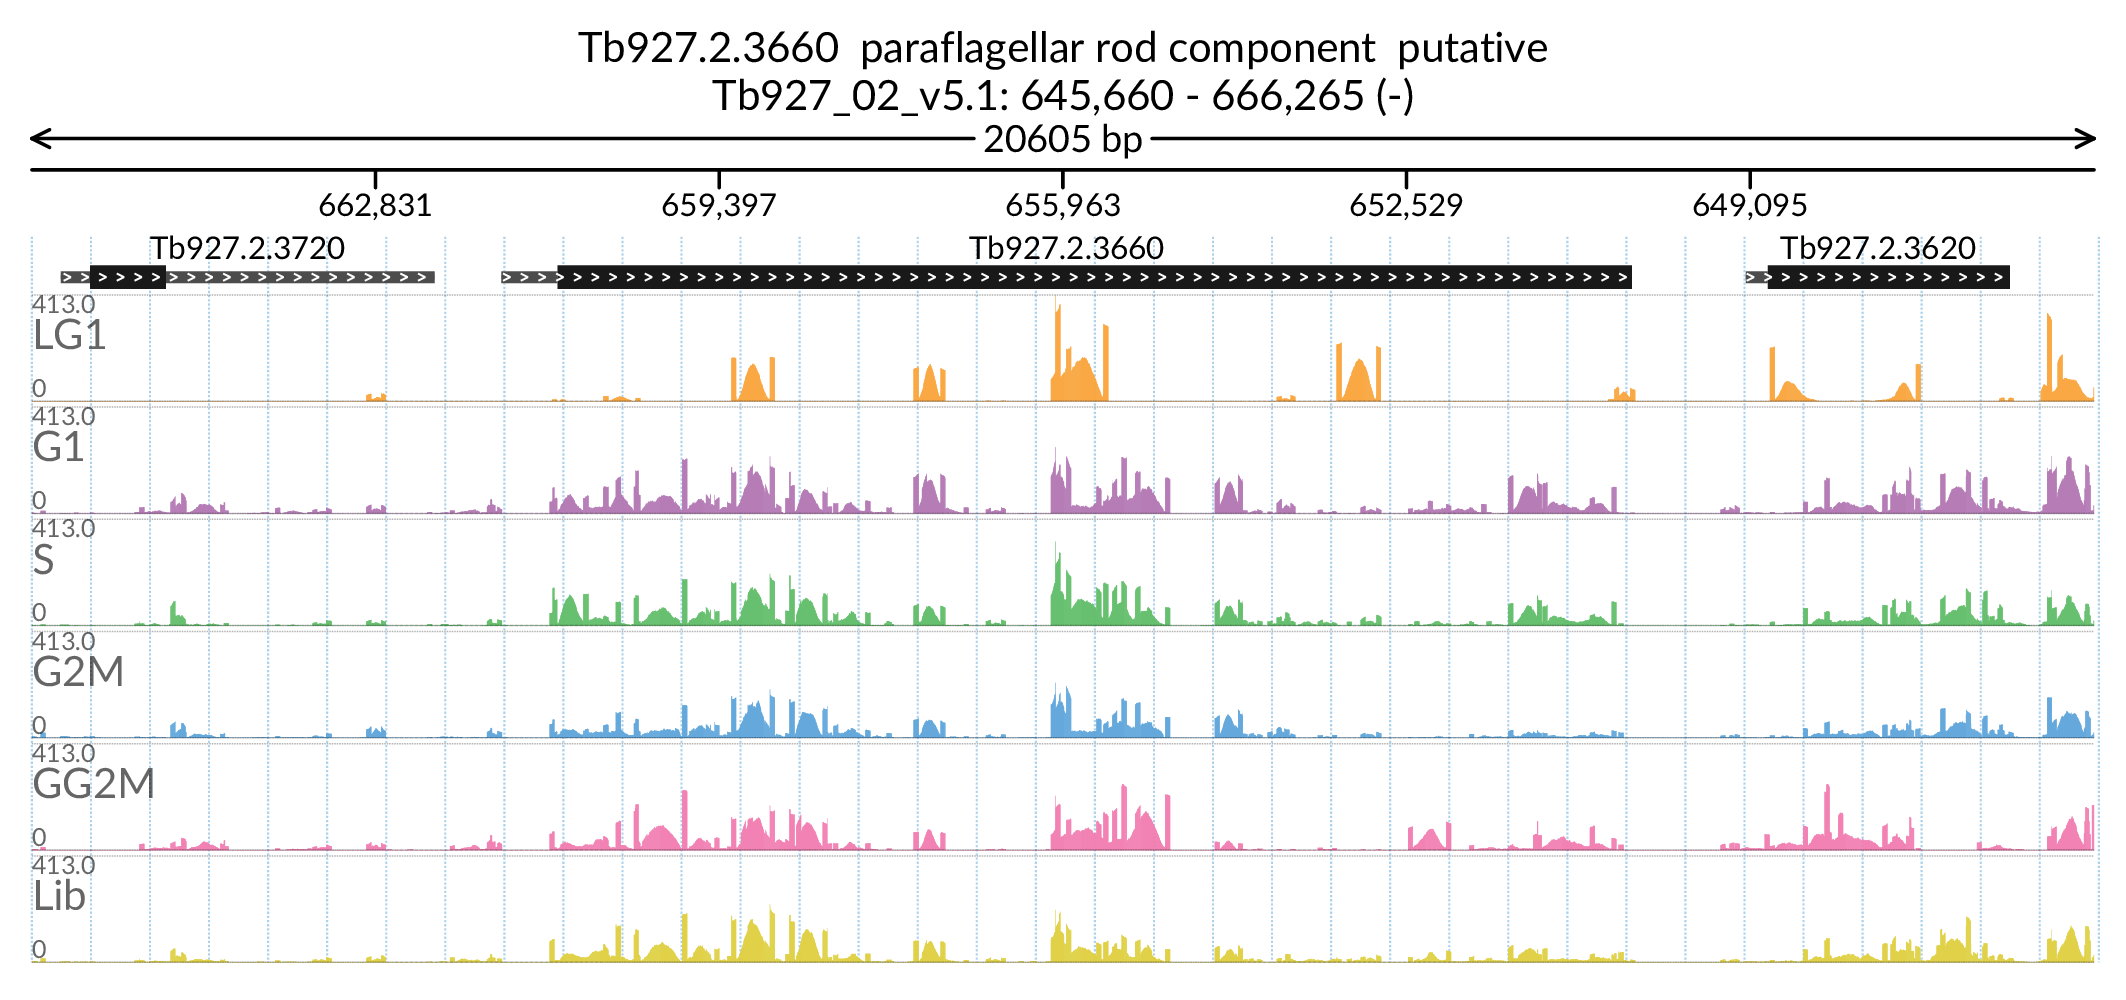 Tb927.2.3660  paraflagellar rod component  putative
Tb927_02_v5.1: 645,660 - 666,265 (-)
20605 bp
662,831 659,397 655,963 652,529 649,095
Tb927.2.3720 Tb927.2.3660 Tb927.2.3620
413.0
LG1
0
413.0
G1
0
413.0
S
0
413.0
G2M
0
413.0
GG2M
0
413.0
Lib
0